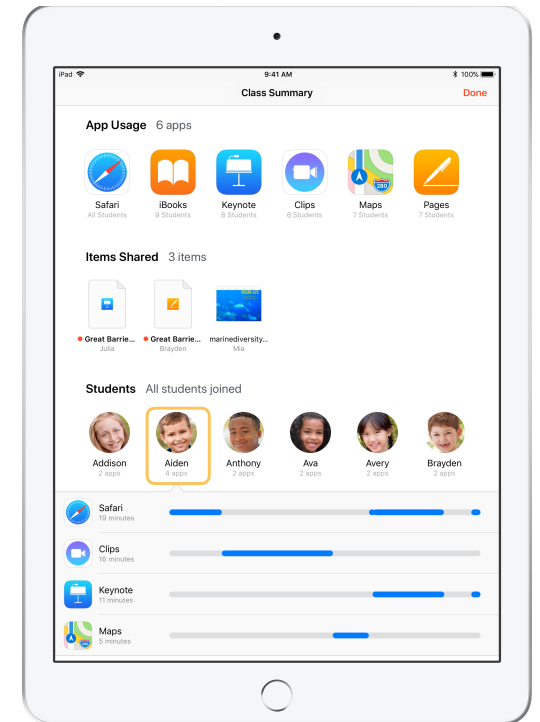 iPad 9:41 AM 100%
Class Summary Done
App Usage 6 apps
Safari iBooks Keynote Clips Maps Pages
All Students 9 Students 8 Students 6 Students 7 Students 7 Students
280
Items Shared 3 items
Great Barrie... Great Barrie... marinediversity...
Julia Brayden Mia
Students All students joined
Addison Aiden Anthony Ava Avery Brayden
2 apps 4 apps 2 apps 2 apps 2 apps 2 apps
Safari
19 minutes
Clips
16 minutes
Keynote
11 minutes
Maps
5 minutes